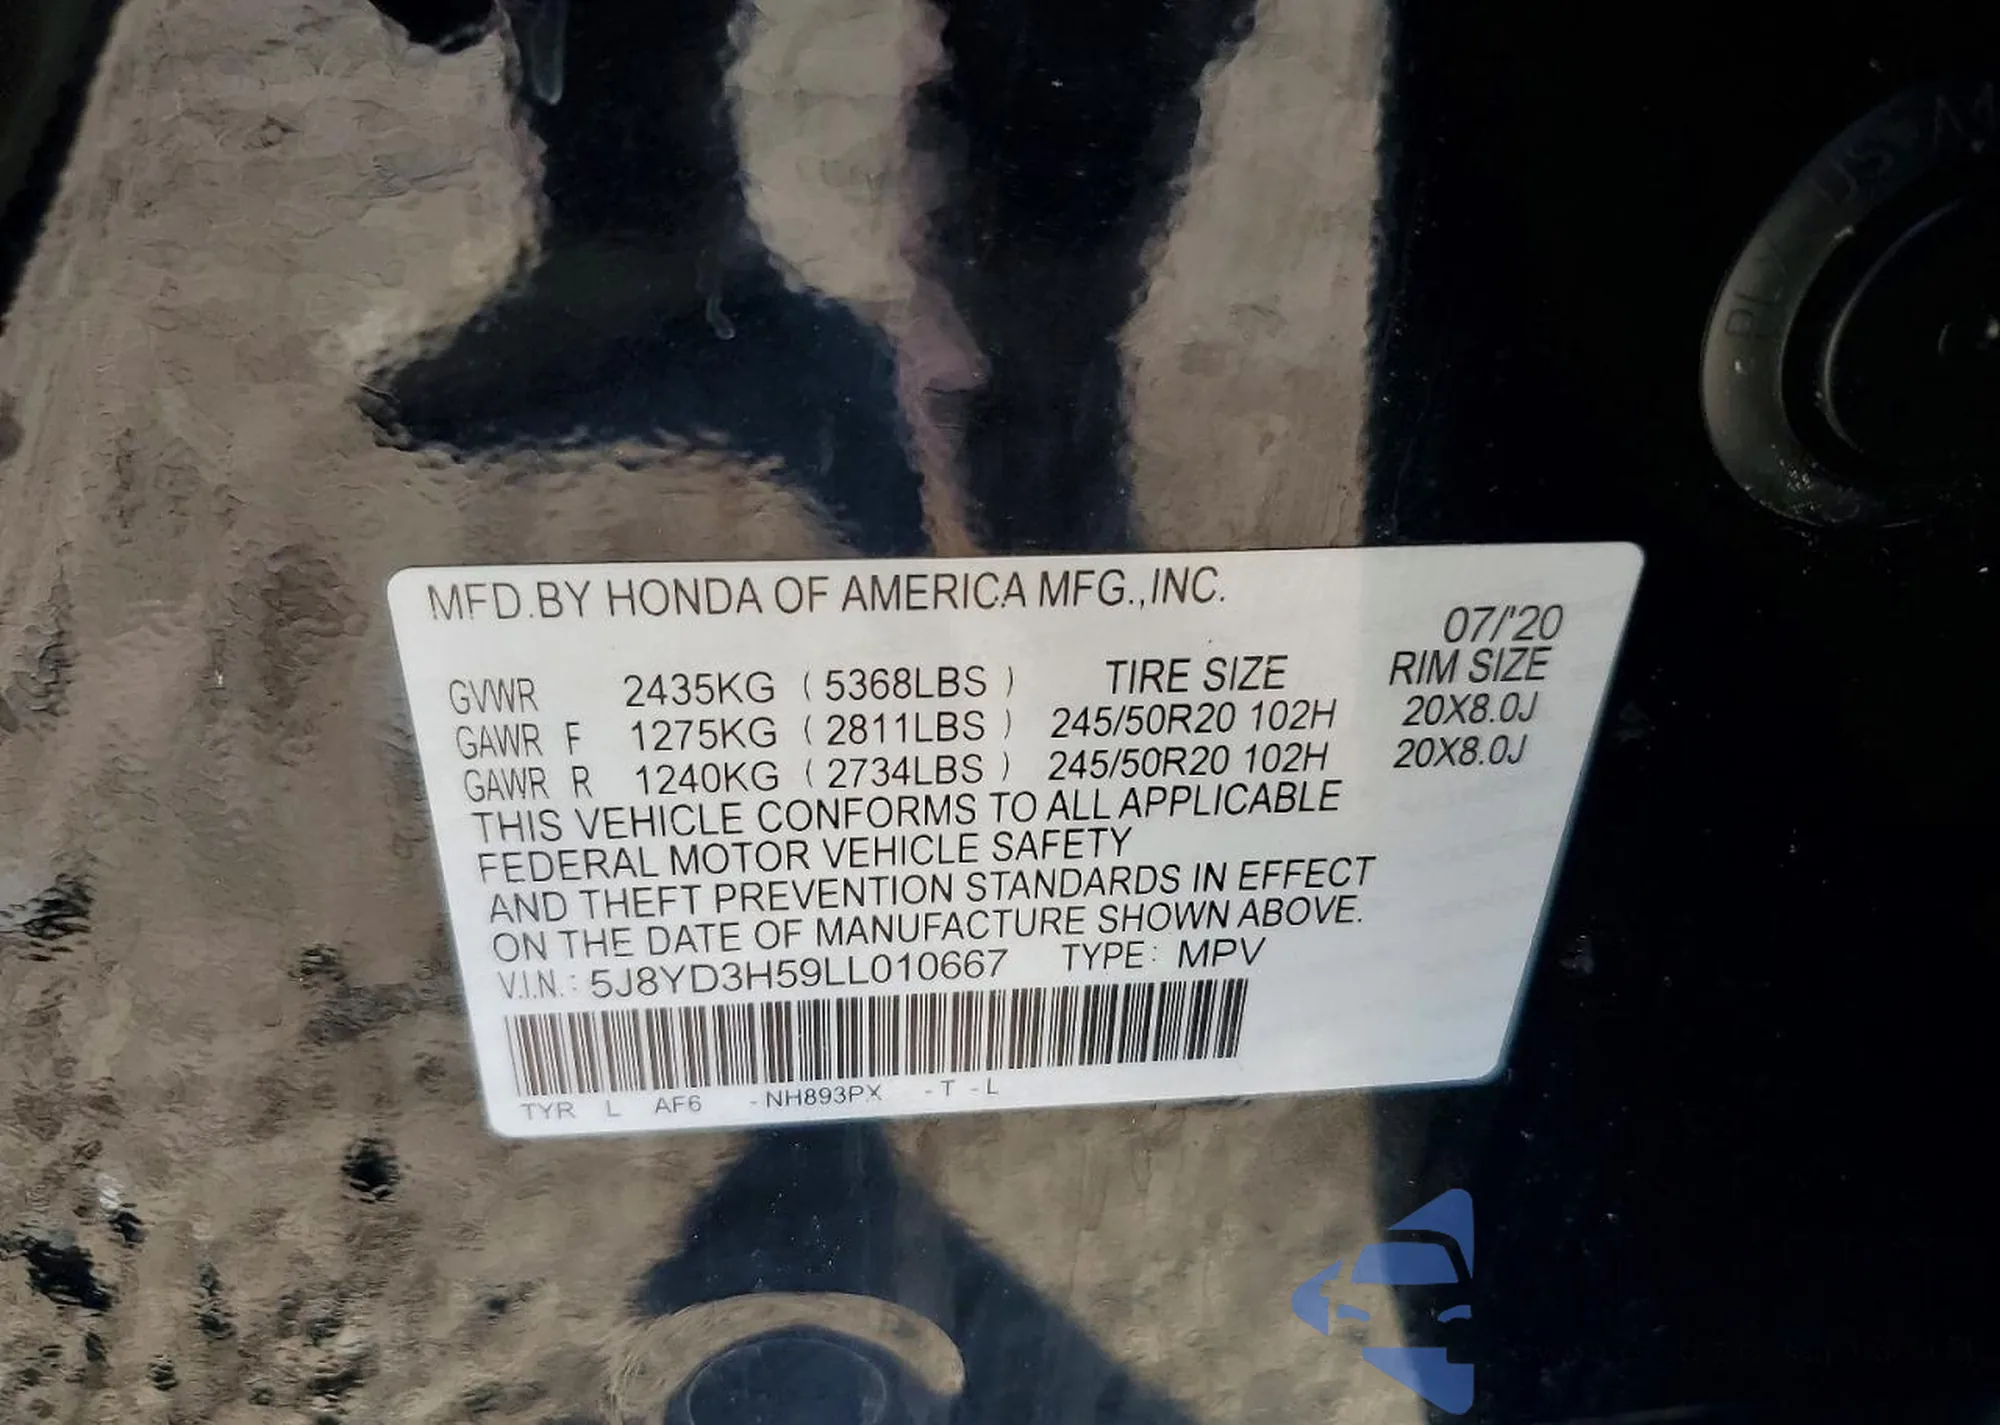 PLY US M
MFD.BY HONDA OF AMERICA MFG.,INC.
07/'20
GVWR 2435KG ( 5368LBS ) TIRE SIZE RIM SIZE
GAWR F 1275KG ( 2811LBS ) 245/50R20 102H 20X8.0J
GAWR R 1240KG ( 2734LBS ) 245/50R20 102H 20X8.0J
THIS VEHICLE CONFORMS TO ALL APPLICABLE
FEDERAL MOTOR VEHICLE SAFETY
AND THEFT PREVENTION STANDARDS IN EFFECT
ON THE DATE OF MANUFACTURE SHOWN ABOVE.
V.I.N.: 5J8YD3H59LL010667 TYPE: MPV
TYR L AF6 -NH893PX -T -L